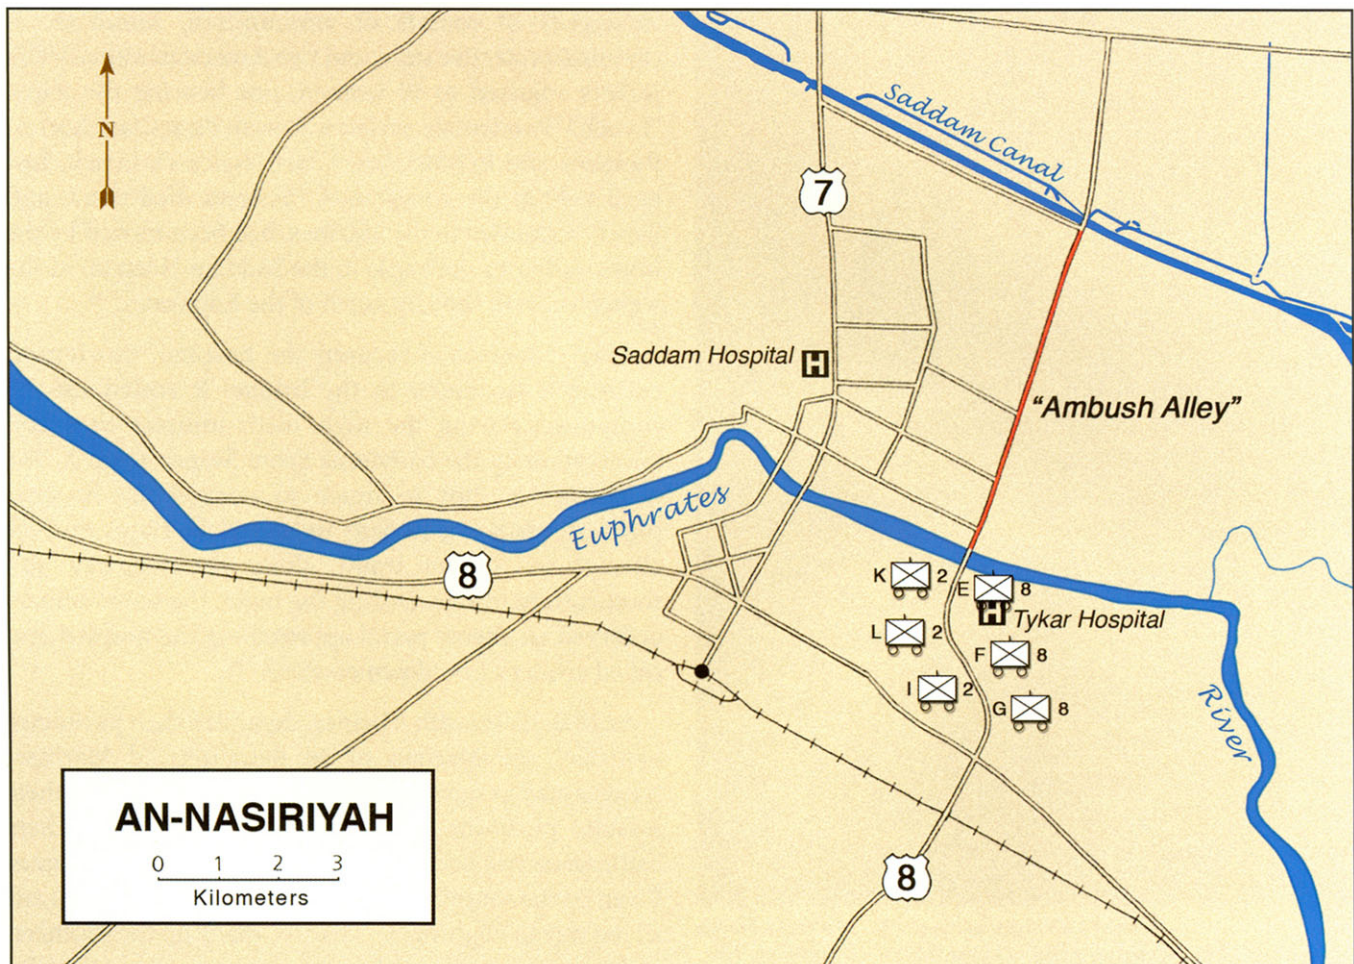 N
Saddam Canal
7
Saddam Hospital H
"Ambush Alley"
Euphrates
8
K 2
E 8
H Tykar Hospital
L 2
F 8
I 2
G 8
River
AN-NASIRIYAH
0 1 2 3
Kilometers
8